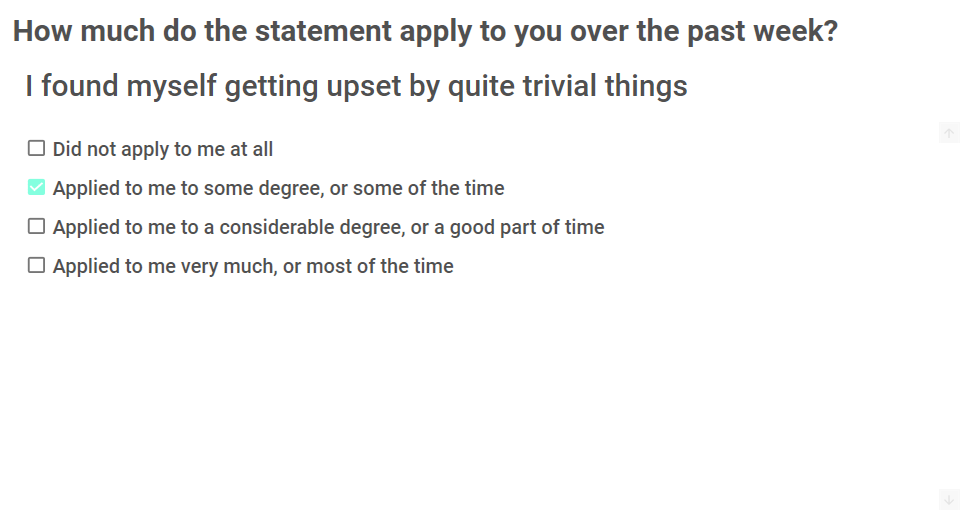 How much do the statement apply to you over the past week?
I found myself getting upset by quite trivial things
Did not apply to me at all
Applied to me to some degree, or some of the time
Applied to me to a considerable degree, or a good part of time
Applied to me very much, or most of the time